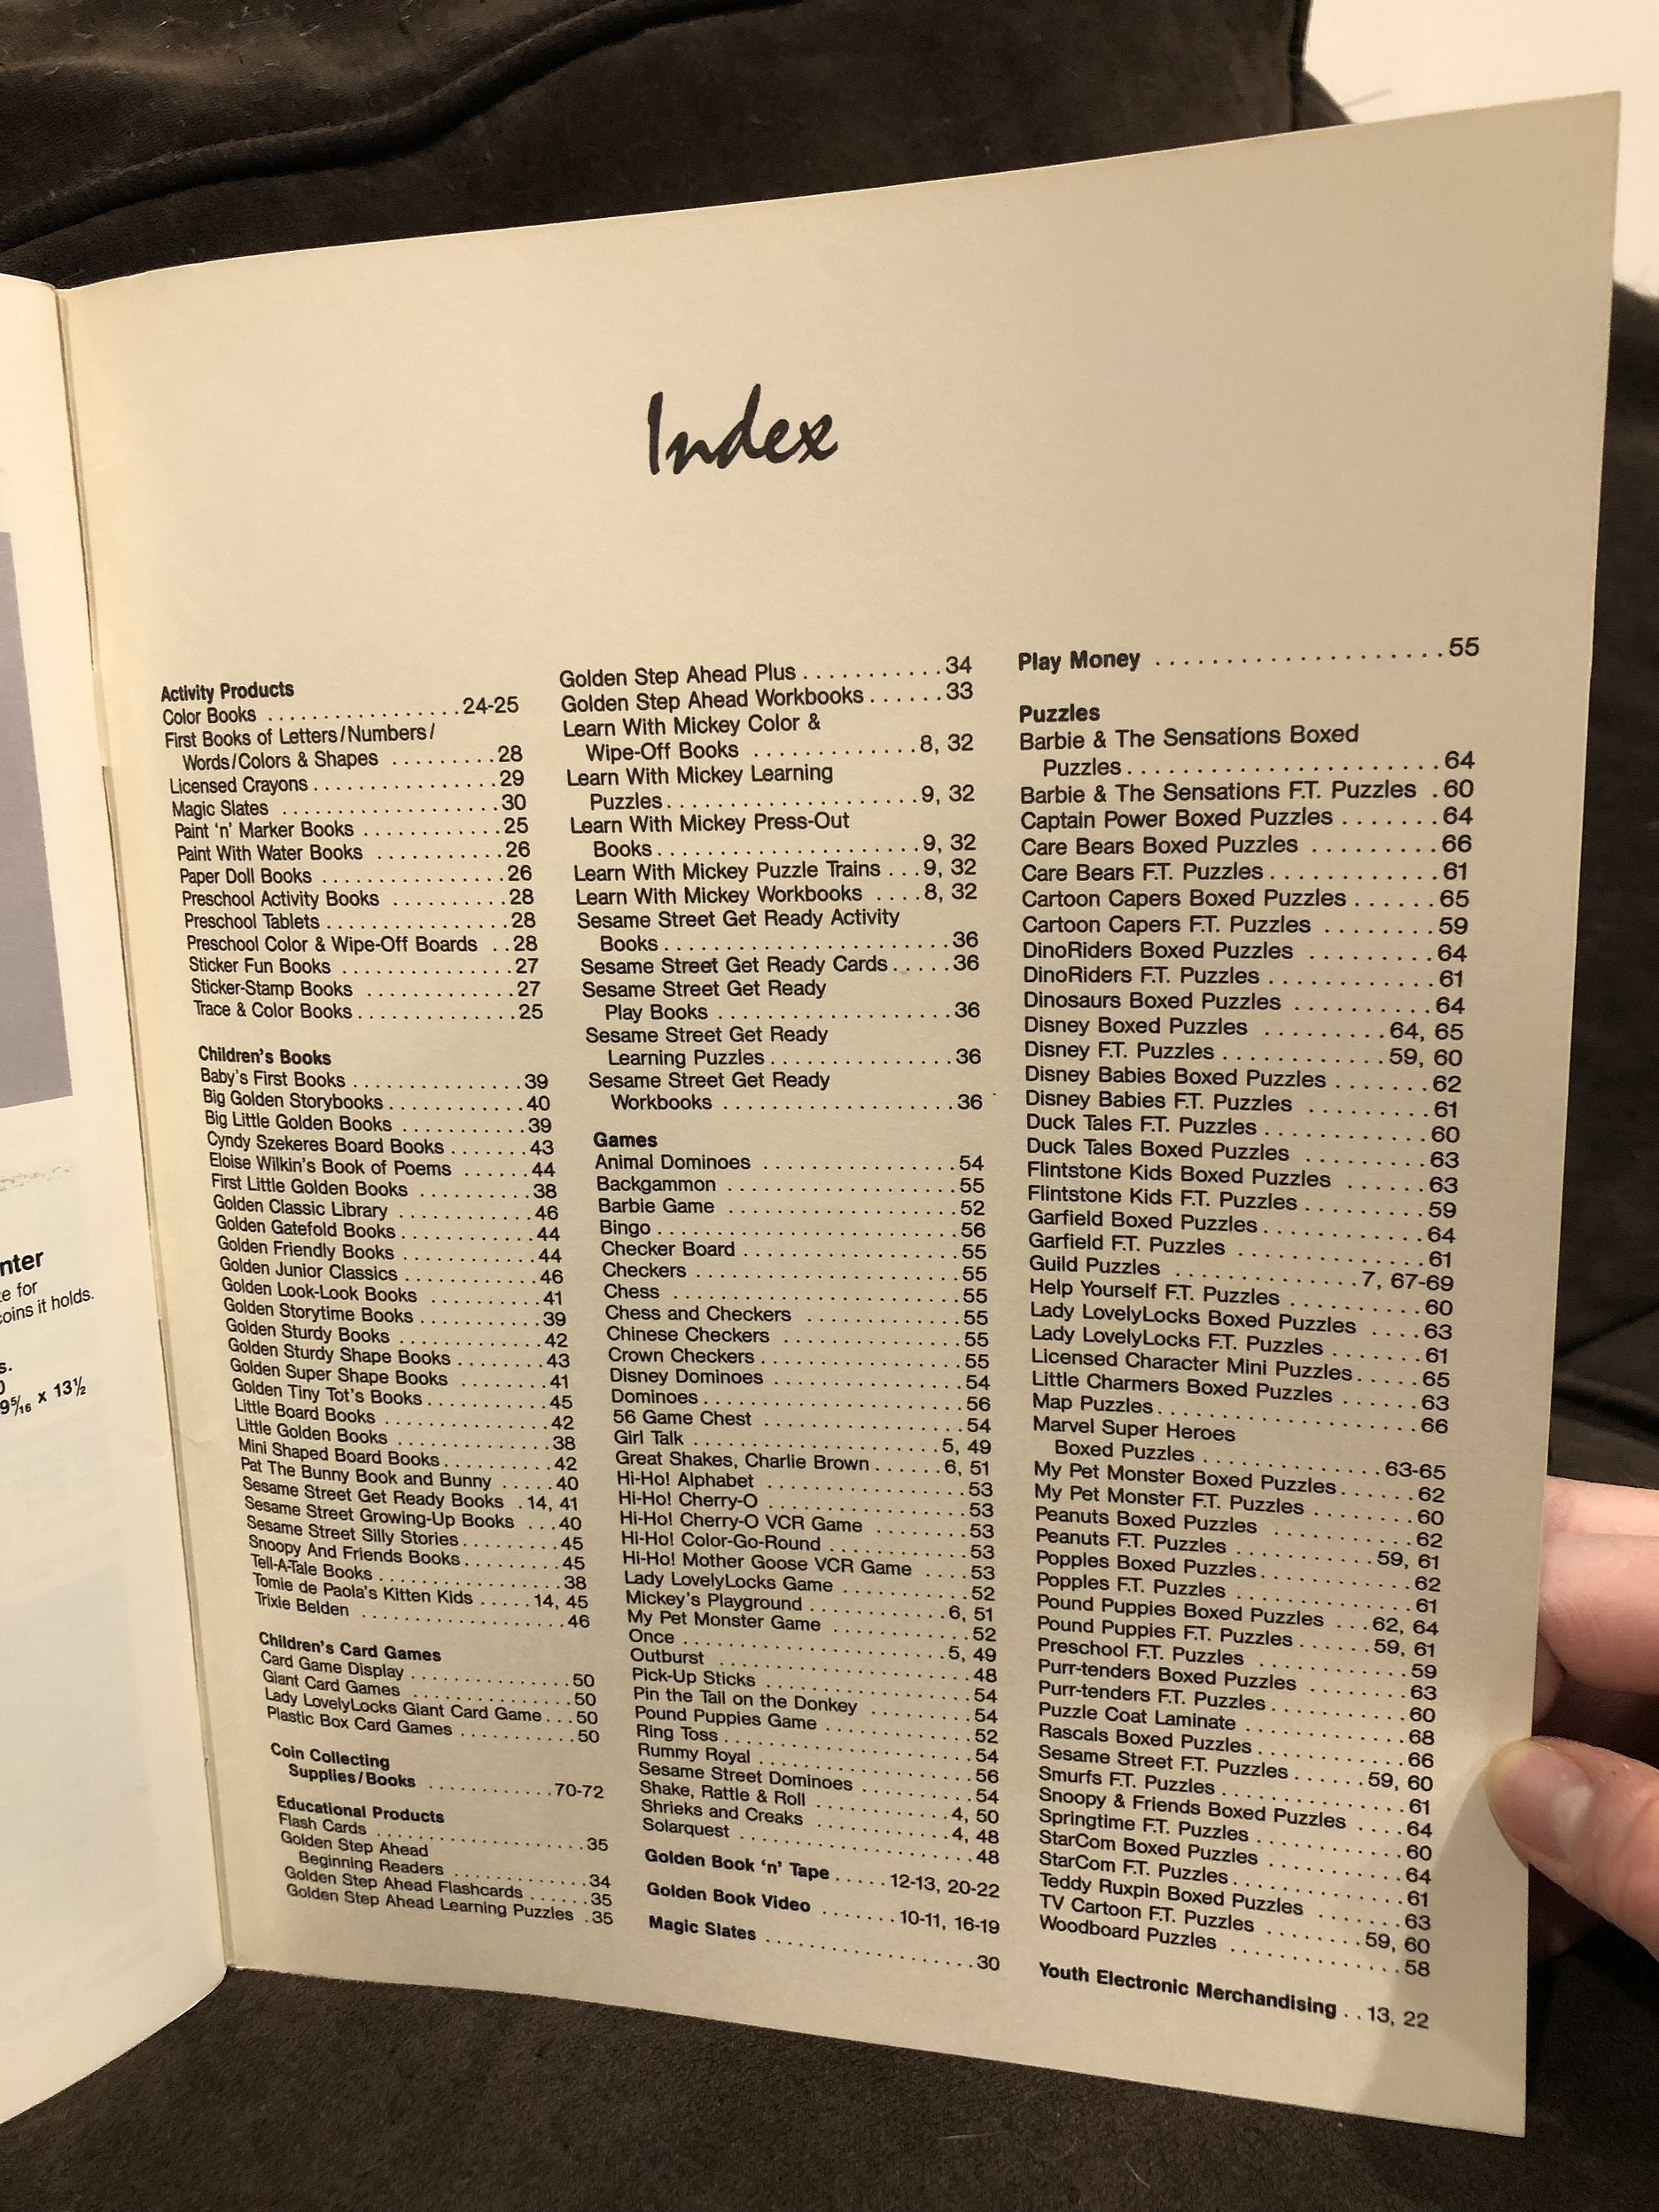 nter
e for
coins it holds.
s.
0
9⁵⁄₁₆ x 13½
Index
Activity Products
Color Books .................24-25
First Books of Letters/Numbers/
Words/Colors & Shapes .........28
Licensed Crayons.................29
Magic Slates ....................30
Paint 'n' Marker Books ..........25
Paint With Water Books ..........26
Paper Doll Books ................26
Preschool Activity Books ........28
Preschool Tablets................28
Preschool Color & Wipe-Off Boards ..28
Sticker Fun Books ...............27
Sticker-Stamp Books .............27
Trace & Color Books..............25
Children's Books
Baby's First Books ..............39
Big Golden Storybooks............40
Big Little Golden Books .........39
Cyndy Szekeres Board Books.......43
Eloise Wilkin's Book of Poems ......44
First Little Golden Books .......38
Golden Classic Library ..........46
Golden Gatefold Books............44
Golden Friendly Books ...........44
Golden Junior Classics ..........46
Golden Look-Look Books ..........41
Golden Storytime Books ..........39
Golden Sturdy Books .............42
Golden Sturdy Shape Books ........43
Golden Super Shape Books ........41
Golden Tiny Tot's Books..........45
Little Board Books ..............42
Little Golden Books .............38
Mini Shaped Board Books..........42
Pat The Bunny Book and Bunny .....40
Sesame Street Get Ready Books .14, 41
Sesame Street Growing-Up Books ...40
Sesame Street Silly Stories.........45
Snoopy And Friends Books.........45
Tell-A-Tale Books ...............38
Tomie de Paola's Kitten Kids .....14, 45
Trixie Belden ...................46
Children's Card Games
Card Game Display ...............50
Giant Card Games ................50
Lady LovelyLocks Giant Card Game...50
Plastic Box Card Games ..........50
Coin Collecting
Supplies/Books ..........70-72
Educational Products
Flash Cards .....................35
Golden Step Ahead
Beginning Readers ...............34
Golden Step Ahead Flashcards ......35
Golden Step Ahead Learning Puzzles .35
Golden Step Ahead Plus...........34
Golden Step Ahead Workbooks......33
Learn With Mickey Color &
Wipe-Off Books ............8, 32
Learn With Mickey Learning
Puzzles....................9, 32
Learn With Mickey Press-Out
Books.....................9, 32
Learn With Mickey Puzzle Trains ...9, 32
Learn With Mickey Workbooks ....8, 32
Sesame Street Get Ready Activity
Books........................36
Sesame Street Get Ready Cards.....36
Sesame Street Get Ready
Play Books ...................36
Sesame Street Get Ready
Learning Puzzles................36
Sesame Street Get Ready
Workbooks ....................36
Games
Animal Dominoes .................54
Backgammon ......................55
Barbie Game .....................52
Bingo...........................56
Checker Board ...................55
Checkers ........................55
Chess ...........................55
Chess and Checkers ..............55
Chinese Checkers ................55
Crown Checkers..................55
Disney Dominoes .................54
Dominoes........................56
56 Game Chest ...................54
Girl Talk .....................5, 49
Great Shakes, Charlie Brown......6, 51
Hi-Ho! Alphabet .................53
Hi-Ho! Cherry-O .................53
Hi-Ho! Cherry-O VCR Game ........53
Hi-Ho! Color-Go-Round ...........53
Hi-Ho! Mother Goose VCR Game ....53
Lady LovelyLocks Game ...........52
Mickey's Playground ............6, 51
My Pet Monster Game .............52
Once .........................5, 49
Outburst ........................48
Pick-Up Sticks ..................54
Pin the Tail on the Donkey ........54
Pound Puppies Game ..............52
Ring Toss.......................54
Rummy Royal .....................56
Sesame Street Dominoes ..........54
Shake, Rattle & Roll ............4, 50
Shrieks and Creaks .............4, 48
Solarquest ......................48
Golden Book 'n' Tape.....12-13, 20-22
Golden Book Video .......10-11, 16-19
Magic Slates ....................30
Play Money ....................55
Puzzles
Barbie & The Sensations Boxed
Puzzles......................64
Barbie & The Sensations F.T. Puzzles .60
Captain Power Boxed Puzzles .......64
Care Bears Boxed Puzzles .........66
Care Bears F.T. Puzzles............61
Cartoon Capers Boxed Puzzles......65
Cartoon Capers F.T. Puzzles ........59
DinoRiders Boxed Puzzles .........64
DinoRiders F.T. Puzzles............61
Dinosaurs Boxed Puzzles ..........64
Disney Boxed Puzzles .........64, 65
Disney F.T. Puzzles............59, 60
Disney Babies Boxed Puzzles .......62
Disney Babies F.T. Puzzles .........61
Duck Tales F.T. Puzzles............60
Duck Tales Boxed Puzzles .........63
Flintstone Kids Boxed Puzzles .......63
Flintstone Kids F.T. Puzzles.........59
Garfield Boxed Puzzles............64
Garfield F.T. Puzzles .............61
Guild Puzzles .............7, 67-69
Help Yourself F.T. Puzzles ..........60
Lady LovelyLocks Boxed Puzzles ....63
Lady LovelyLocks F.T. Puzzles .......61
Licensed Character Mini Puzzles.....65
Little Charmers Boxed Puzzles ......63
Map Puzzles.....................66
Marvel Super Heroes
Boxed Puzzles .............63-65
My Pet Monster Boxed Puzzles......62
My Pet Monster F.T. Puzzles ........60
Peanuts Boxed Puzzles ...........62
Peanuts F.T. Puzzles ...........59, 61
Popples Boxed Puzzles............62
Popples F.T. Puzzles .............61
Pound Puppies Boxed Puzzles ...62, 64
Pound Puppies F.T. Puzzles ......59, 61
Preschool F.T. Puzzles ............59
Purr-tenders Boxed Puzzles ........63
Purr-tenders F.T. Puzzles ..........60
Puzzle Coat Laminate ............68
Rascals Boxed Puzzles............66
Sesame Street F.T. Puzzles......59, 60
Smurfs F.T. Puzzles...............61
Snoopy & Friends Boxed Puzzles ....64
Springtime F.T. Puzzles ...........60
StarCom Boxed Puzzles ...........64
StarCom F.T. Puzzles..............61
Teddy Ruxpin Boxed Puzzles .......63
TV Cartoon F.T. Puzzles ........59, 60
Woodboard Puzzles ..............58
Youth Electronic Merchandising..13, 22